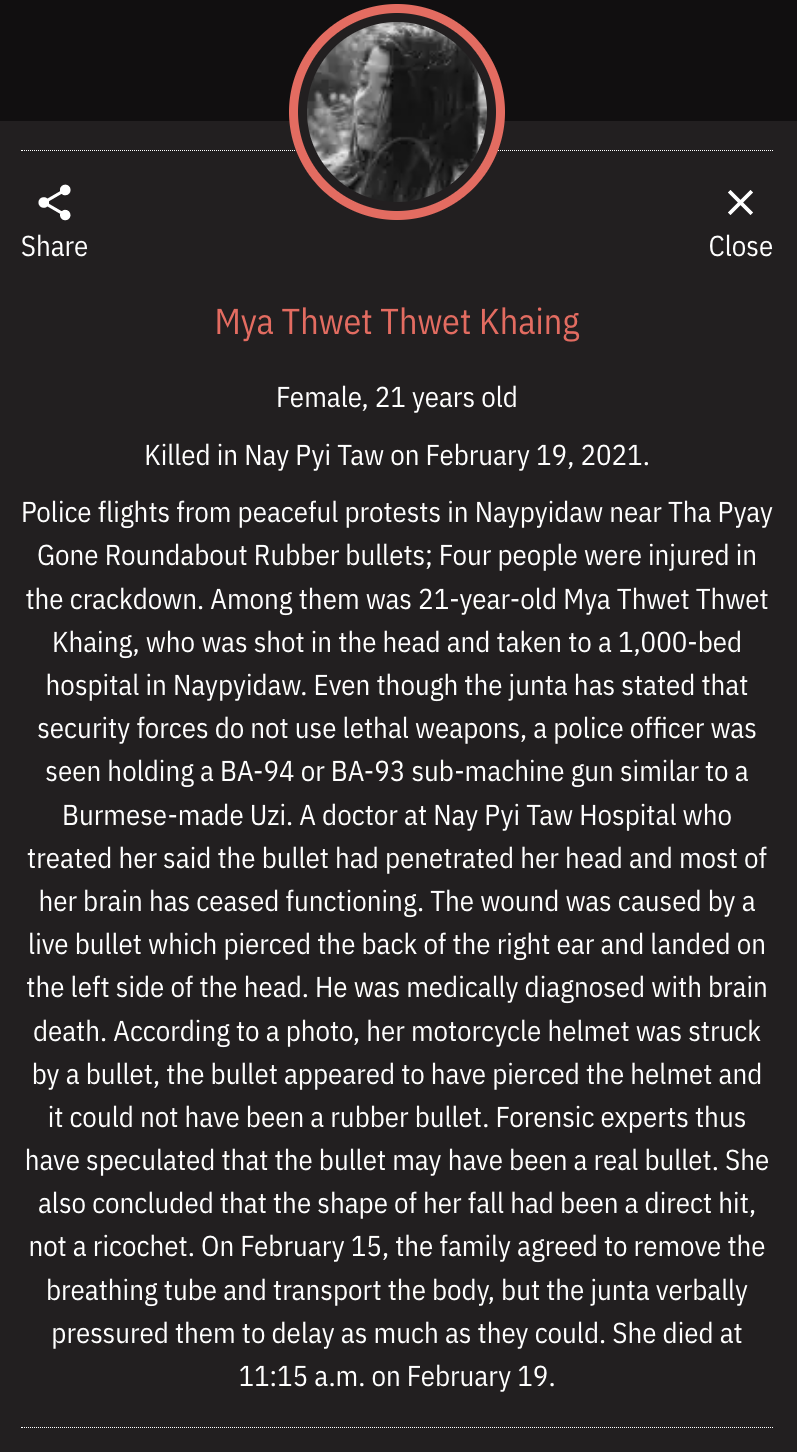 Share
Close
Mya Thwet Thwet Khaing
Female, 21 years old
Killed in Nay Pyi Taw on February 19, 2021.
Police flights from peaceful protests in Naypyidaw near Tha Pyay
Gone Roundabout Rubber bullets; Four people were injured in
the crackdown. Among them was 21-year-old Mya Thwet Thwet
Khaing, who was shot in the head and taken to a 1,000-bed
hospital in Naypyidaw. Even though the junta has stated that
security forces do not use lethal weapons, a police officer was
seen holding a BA-94 or BA-93 sub-machine gun similar to a
Burmese-made Uzi. A doctor at Nay Pyi Taw Hospital who
treated her said the bullet had penetrated her head and most of
her brain has ceased functioning. The wound was caused by a
live bullet which pierced the back of the right ear and landed on
the left side of the head. He was medically diagnosed with brain
death. According to a photo, her motorcycle helmet was struck
by a bullet, the bullet appeared to have pierced the helmet and
it could not have been a rubber bullet. Forensic experts thus
have speculated that the bullet may have been a real bullet. She
also concluded that the shape of her fall had been a direct hit,
not a ricochet. On February 15, the family agreed to remove the
breathing tube and transport the body, but the junta verbally
pressured them to delay as much as they could. She died at
11:15 a.m. on February 19.